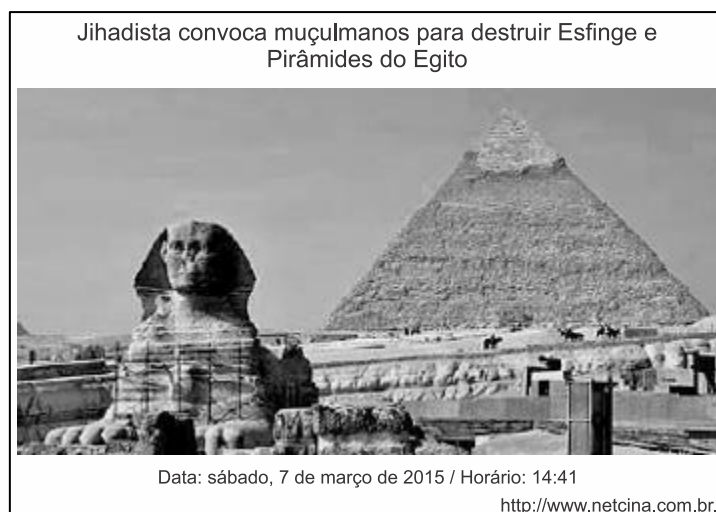 Jihadista convoca muçulmanos para destruir Esfinge e
Pirâmides do Egito
Data: sábado, 7 de março de 2015 / Horário: 14:41
http://www.netcina.com.br.